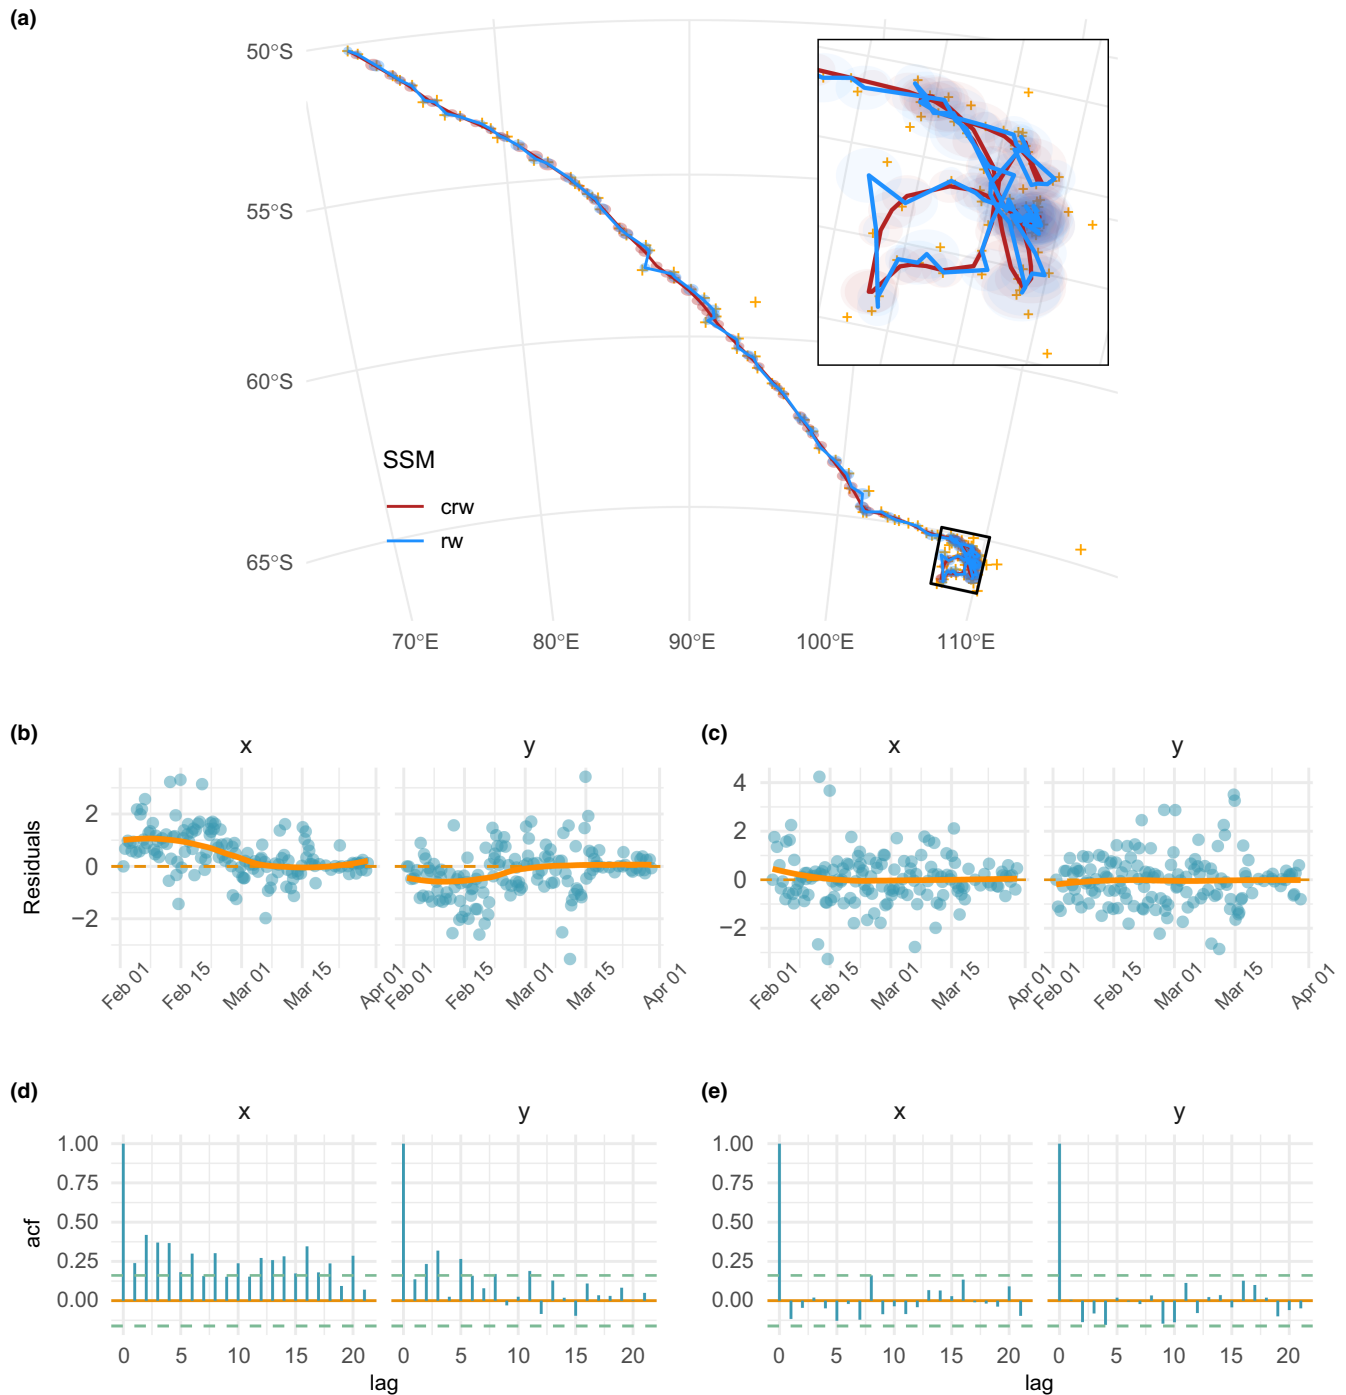 (a)
50°S
55°S
60°S
65°S
SSM
crw
rw
70°E 80°E 90°E 100°E 110°E
(b) (c)
x y x y
Residuals
2
0
−2
4
2
0
−2
Feb 01 Feb 15 Mar 01 Mar 15 Apr 01 Feb 01 Feb 15 Mar 01 Mar 15 Apr 01 Feb 01 Feb 15 Mar 01 Mar 15 Apr 01 Feb 01 Feb 15 Mar 01 Mar 15 Apr 01
(d) (e)
x y x y
acf
1.00 1.00
0.75 0.75
0.50 0.50
0.25 0.25
0.00 0.00
0 5 10 15 20 0 5 10 15 20 0 5 10 15 20 0 5 10 15 20
lag lag